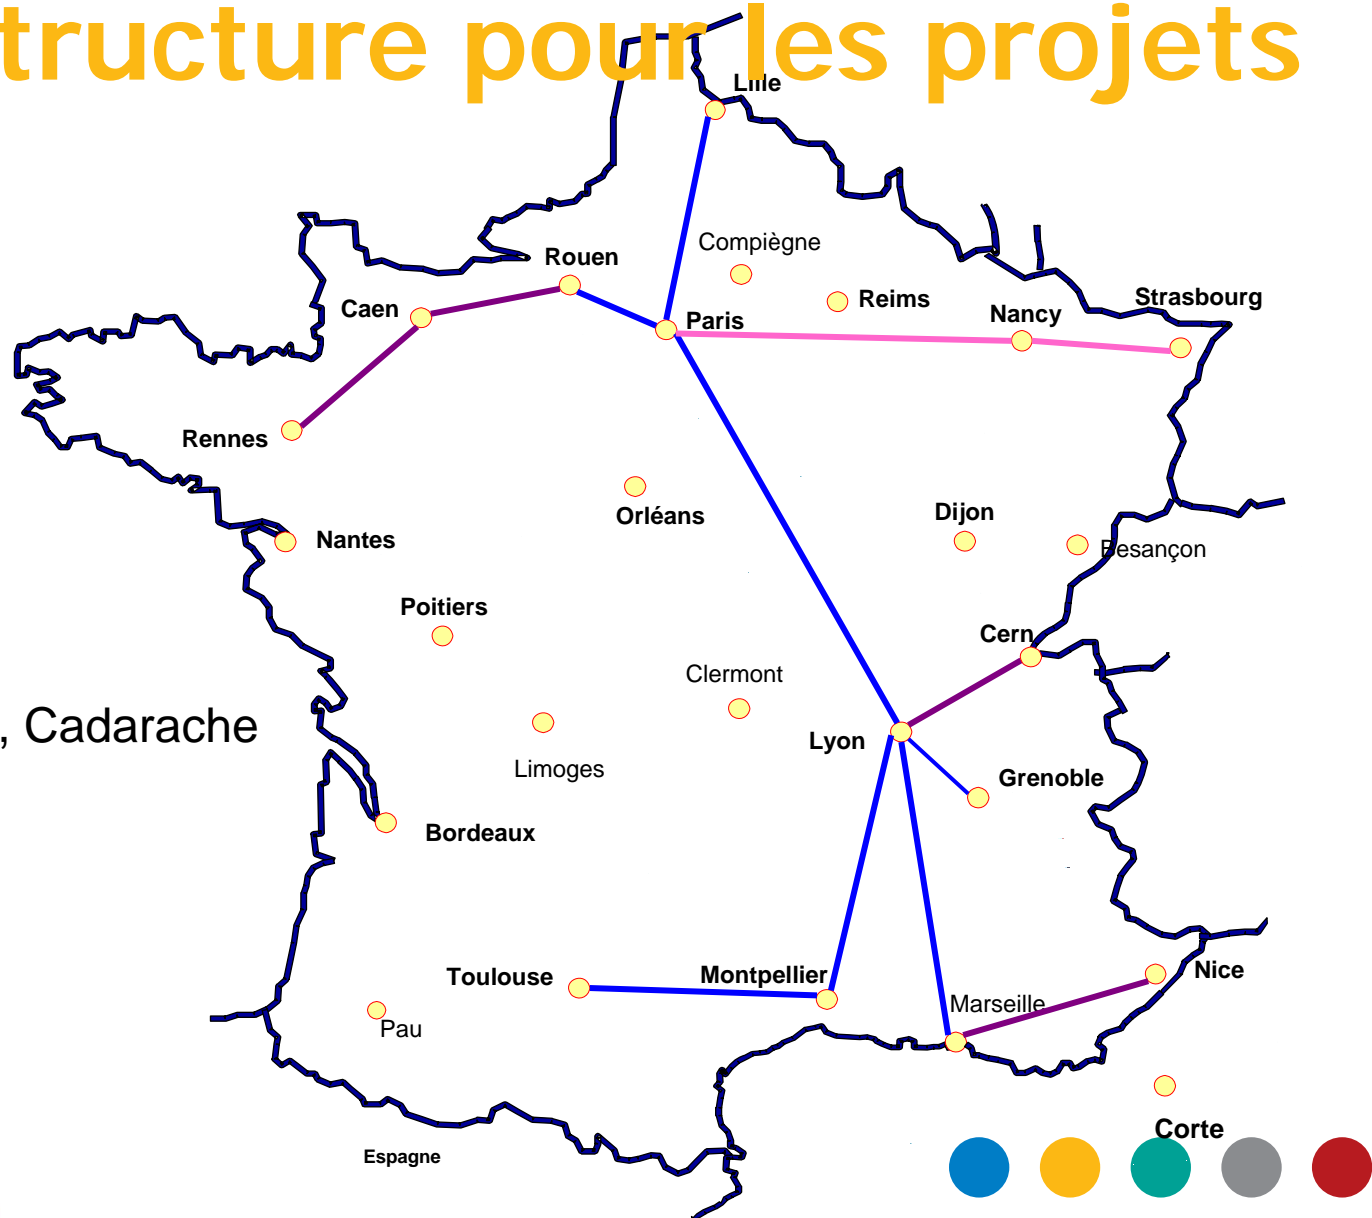 tructure pour les projets
Lille
Compiègne
Rouen
Reims
Strasbourg
Caen
Nancy
Paris
Rennes
Orléans
Dijon
Nantes
Besançon
Poitiers
Cern
Clermont
, Cadarache
Lyon
Limoges
Grenoble
Bordeaux
Toulouse
Montpellier
Nice
Marseille
Pau
Corte
Espagne